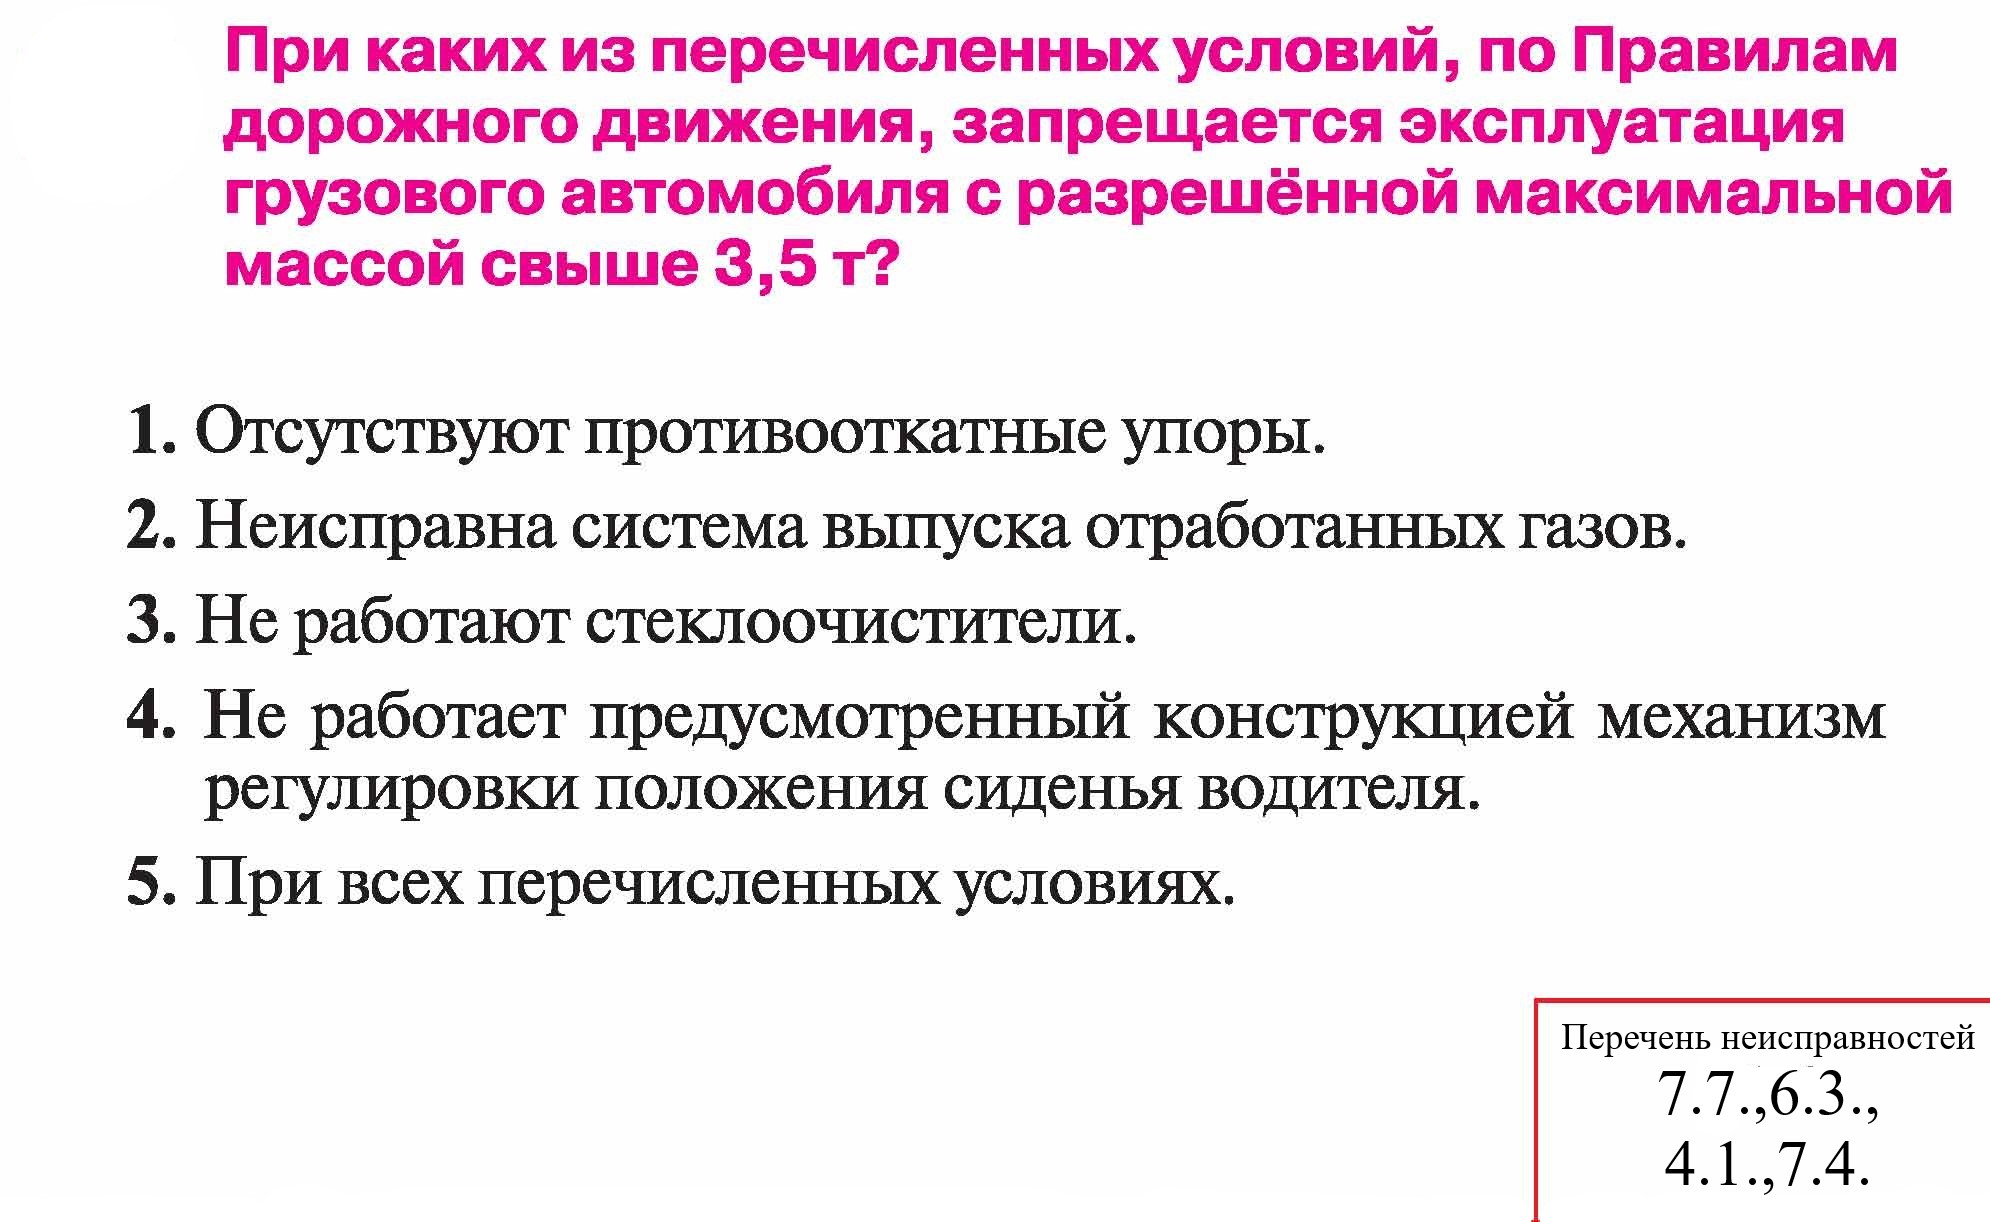 При каких из перечисленных условий, по Правилам
дорожного движения, запрещается эксплуатация
грузового автомобиля с разрешённой максимальной
массой свыше 3,5 т?
1. Отсутствуют противооткатные упоры.
2. Неисправна система выпуска отработанных газов.
3. Не работают стеклоочистители.
4. Не работает предусмотренный конструкцией механизм
регулировки положения сиденья водителя.
5. При всех перечисленных условиях.
Перечень неисправностей
7.7.,6.3.,
4.1.,7.4.